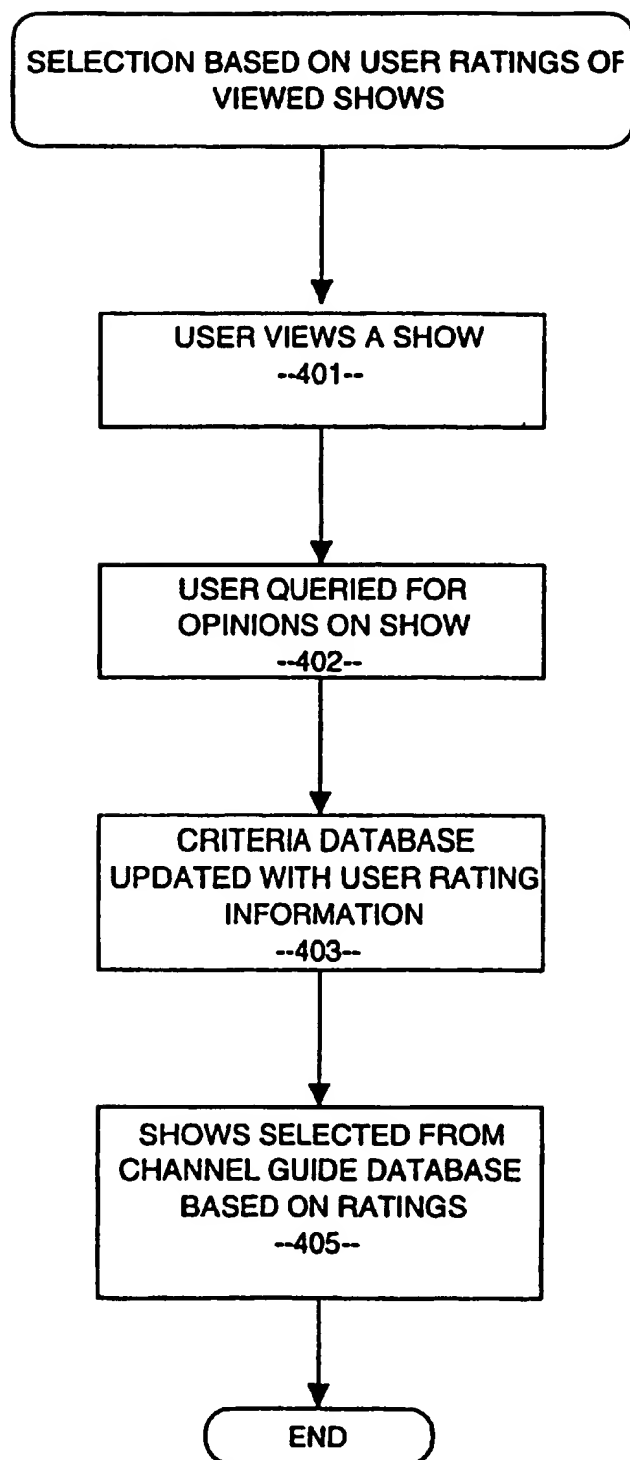 SELECTION BASED ON USER RATINGS OF
VIEWED SHOWS
USER VIEWS A SHOW
--401--
USER QUERIED FOR
OPINIONS ON SHOW
--402--
CRITERIA DATABASE
UPDATED WITH USER RATING
INFORMATION
--403--
SHOWS SELECTED FROM
CHANNEL GUIDE DATABASE
BASED ON RATINGS
--405--
END